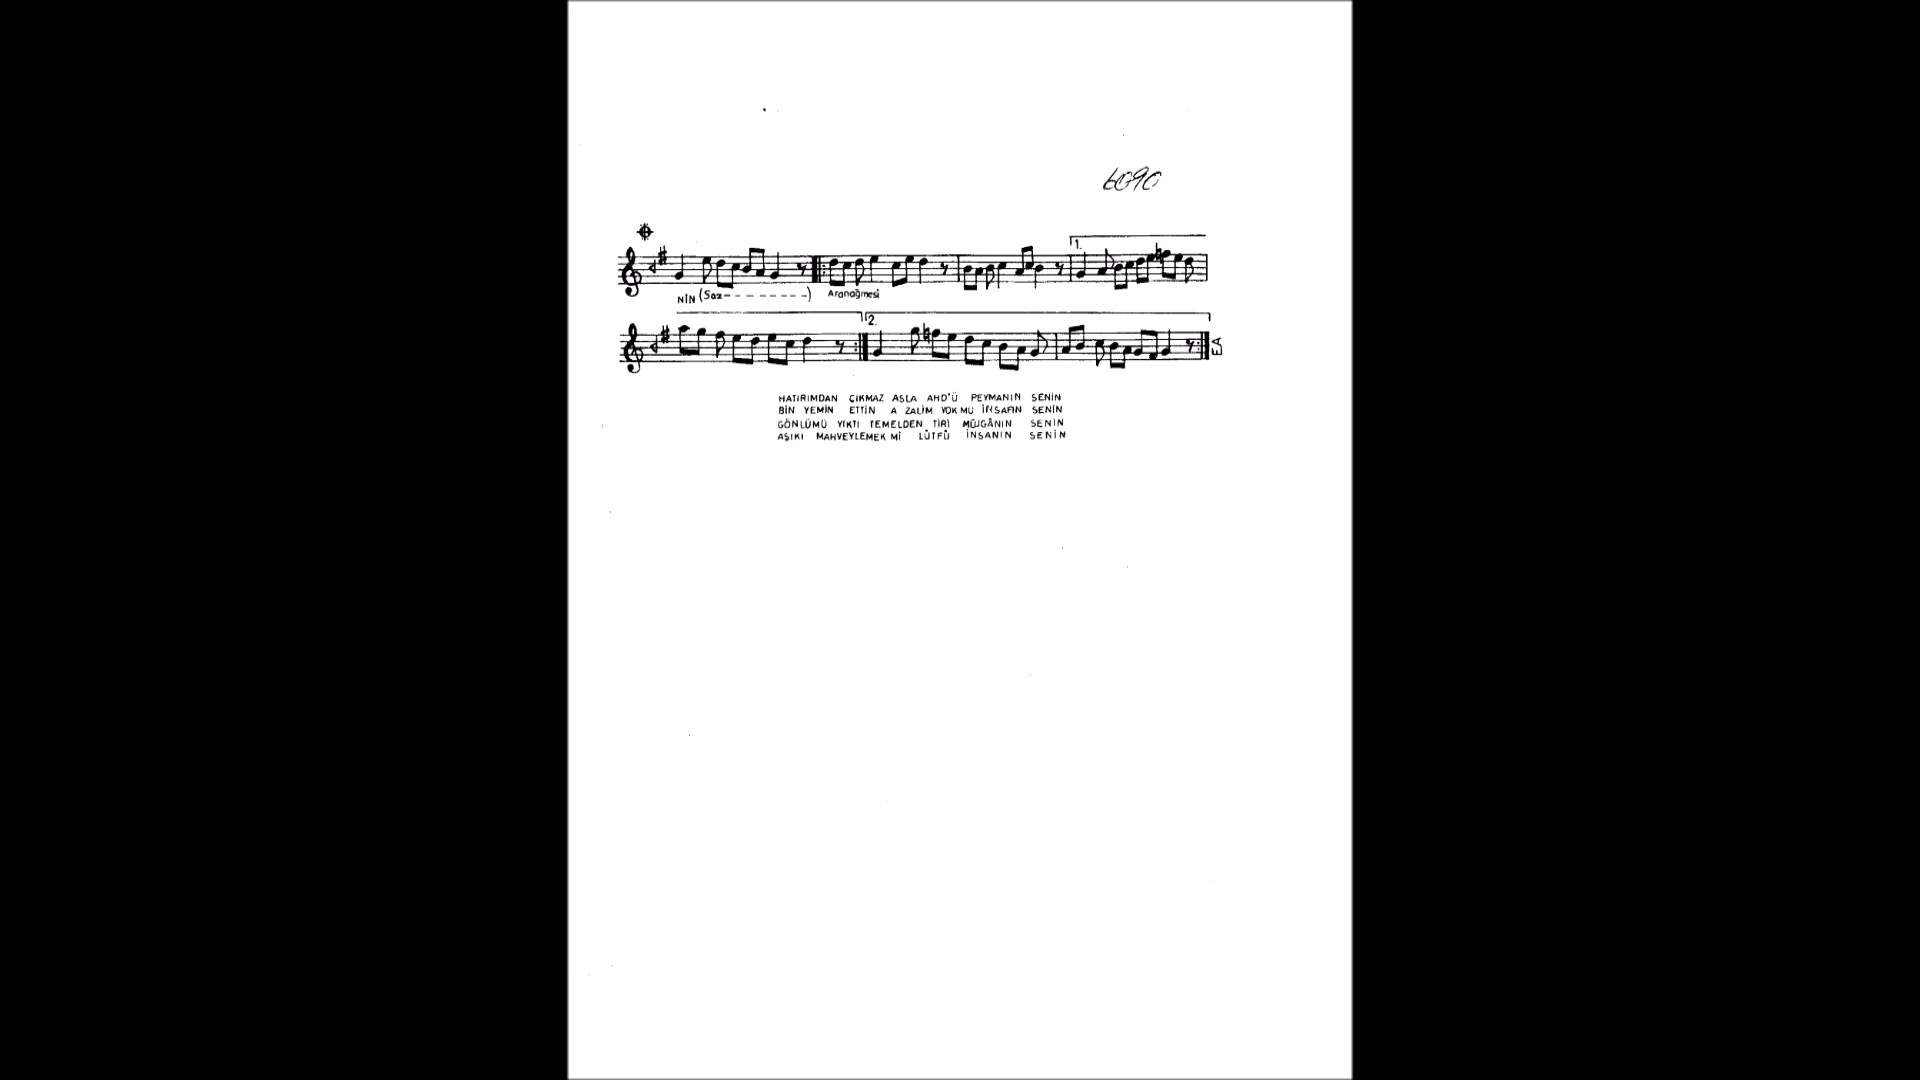 6090
1.
NİN (Saz- - - - - - - - -) Aranağmesi
2.
EA
HATIRIMDAN ÇIKMAZ ASLA AHD'Ü PEYMANIN SENİN
BİN YEMİN ETTİN A ZALİM YOK MU İNSAFIN SENİN
GÖNLÜMÜ YIKTI TEMELDEN TİRİ MÜJGÂNIN SENİN
AŞIKI MAHVEYLEMEK Mİ LÛTFÛ İNSANIN SENİN